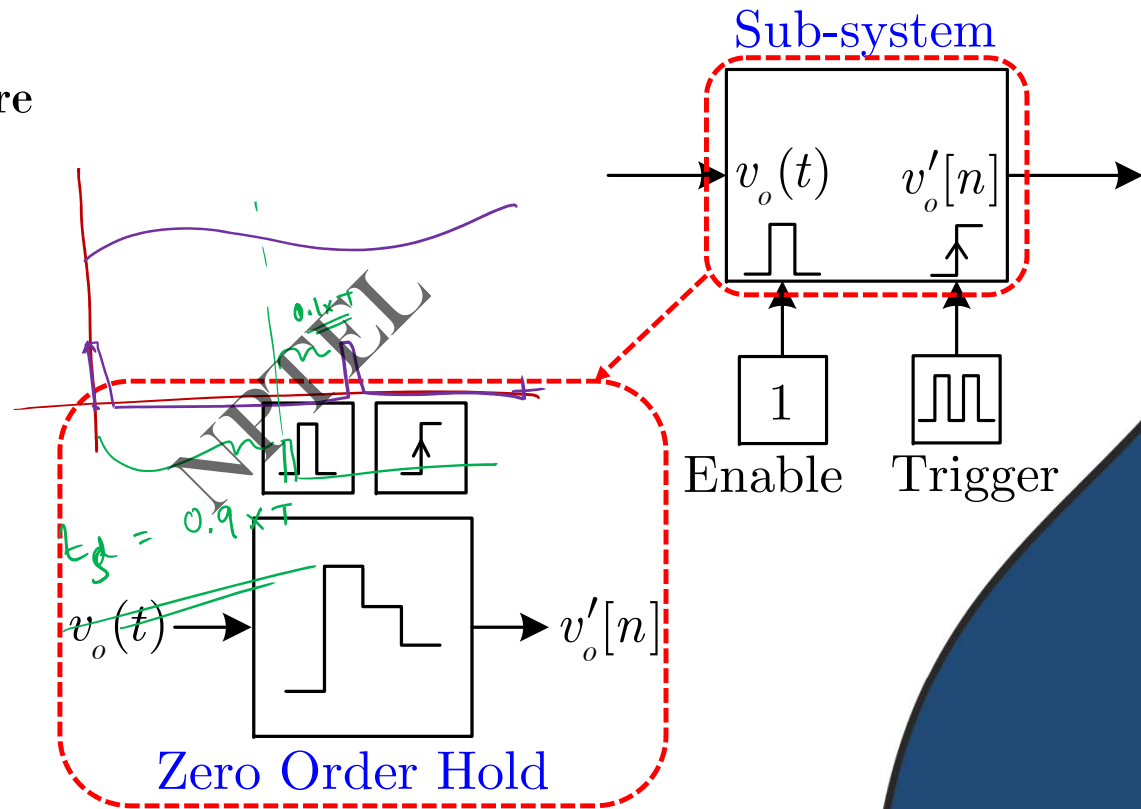 Sub-system
re
v_o(t) v'_o[n]
0.1×T
NPTEL
1
Enable Trigger
t_d = 0.9×T
v_o(t) v'_o[n]
Zero Order Hold